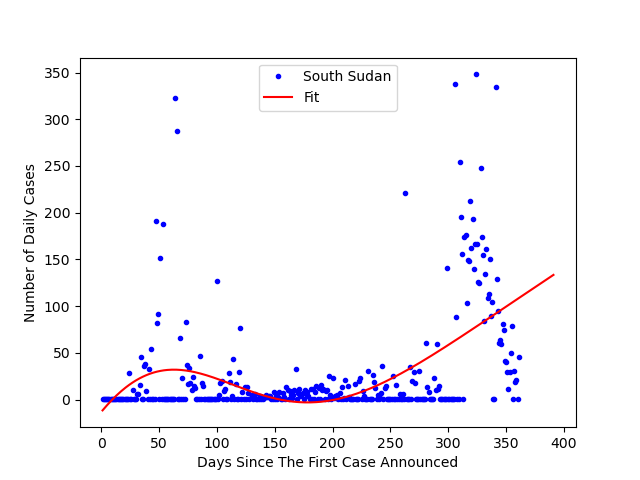 South Sudan
Fit
Number of Daily Cases
350
300
250
200
150
100
50
0
0 50 100 150 200 250 300 350 400
Days Since The First Case Announced